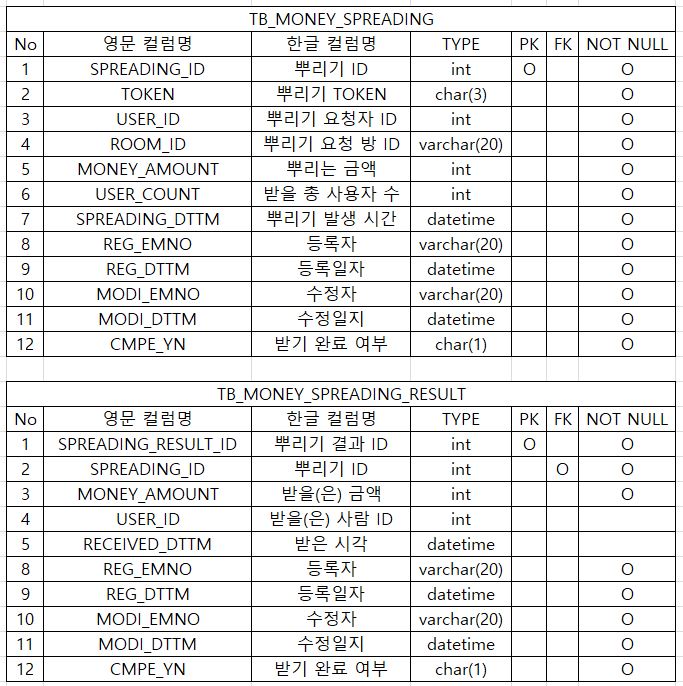 TB_MONEY_SPREADING
No 영문 컬럼명 한글 컬럼명 TYPE PK FK NOT NULL
1 SPREADING_ID 뿌리기 ID int O O
2 TOKEN 뿌리기 TOKEN char(3) O
3 USER_ID 뿌리기 요청자 ID int O
4 ROOM_ID 뿌리기 요청 방 ID varchar(20) O
5 MONEY_AMOUNT 뿌리는 금액 int O
6 USER_COUNT 받을 총 사용자 수 int O
7 SPREADING_DTTM 뿌리기 발생 시간 datetime O
8 REG_EMNO 등록자 varchar(20) O
9 REG_DTTM 등록일자 datetime O
10 MODI_EMNO 수정자 varchar(20) O
11 MODI_DTTM 수정일지 datetime O
12 CMPE_YN 받기 완료 여부 char(1) O
TB_MONEY_SPREADING_RESULT
No 영문 컬럼명 한글 컬럼명 TYPE PK FK NOT NULL
1 SPREADING_RESULT_ID 뿌리기 결과 ID int O O
2 SPREADING_ID 뿌리기 ID int O O
3 MONEY_AMOUNT 받을(은) 금액 int O
4 USER_ID 받을(은) 사람 ID int
5 RECEIVED_DTTM 받은 시각 datetime
8 REG_EMNO 등록자 varchar(20) O
9 REG_DTTM 등록일자 datetime O
10 MODI_EMNO 수정자 varchar(20) O
11 MODI_DTTM 수정일지 datetime O
12 CMPE_YN 받기 완료 여부 char(1) O